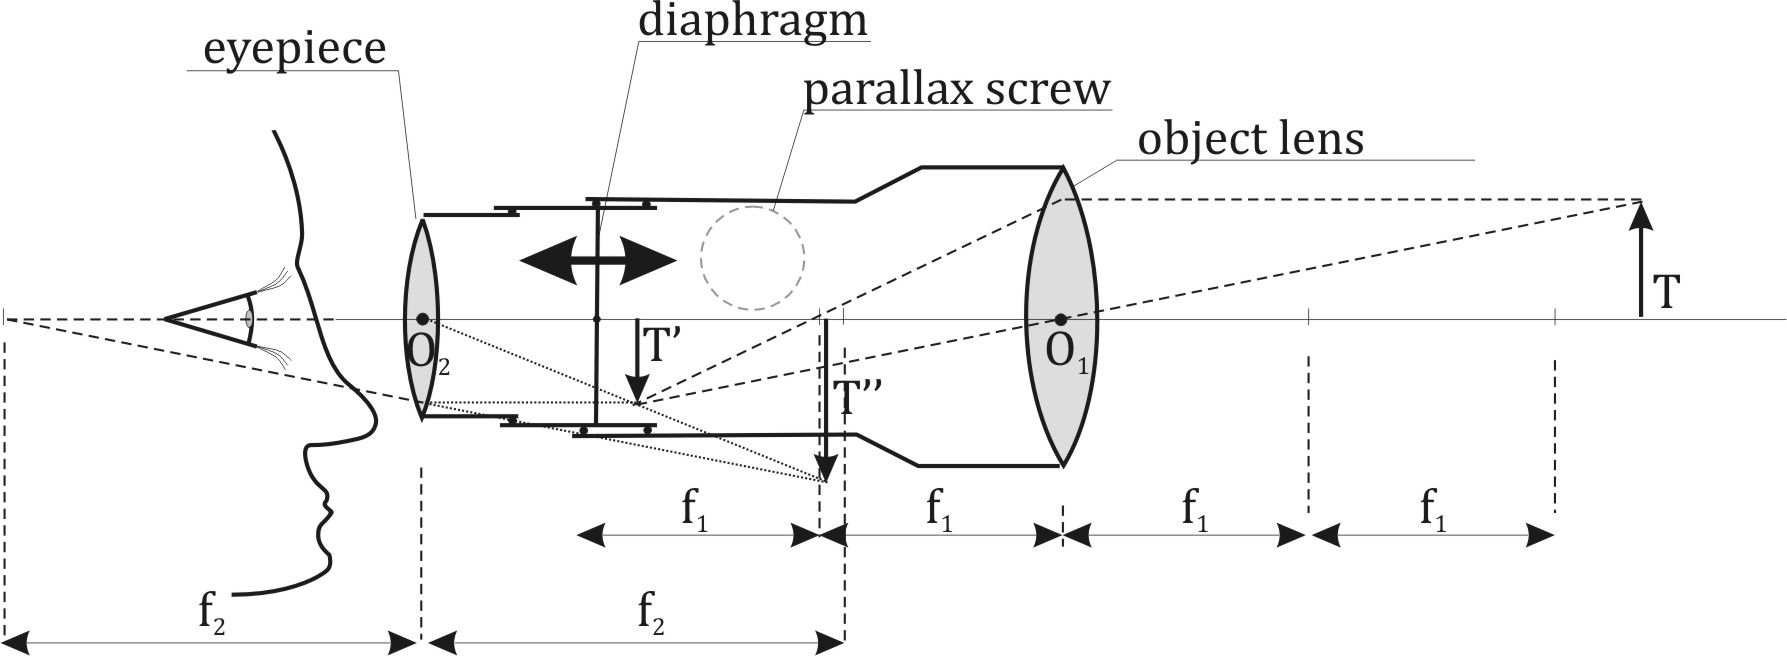 diaphragm
eyepiece
parallax screw
object lens
T
T’
O₂
O₁
T’’
f₁ f₁ f₁ f₁
f₂ f₂